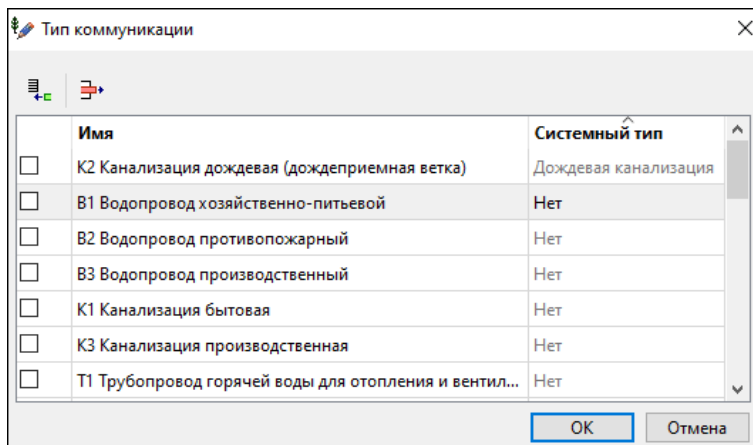 Тип коммуникации
Имя Системный тип
К2 Канализация дождевая (дождеприемная ветка) Дождевая канализация
В1 Водопровод хозяйственно-питьевой Нет
В2 Водопровод противопожарный Нет
В3 Водопровод производственный Нет
К1 Канализация бытовая Нет
К3 Канализация производственная Нет
Т1 Трубопровод горячей воды для отопления и вентил... Нет
ОК Отмена